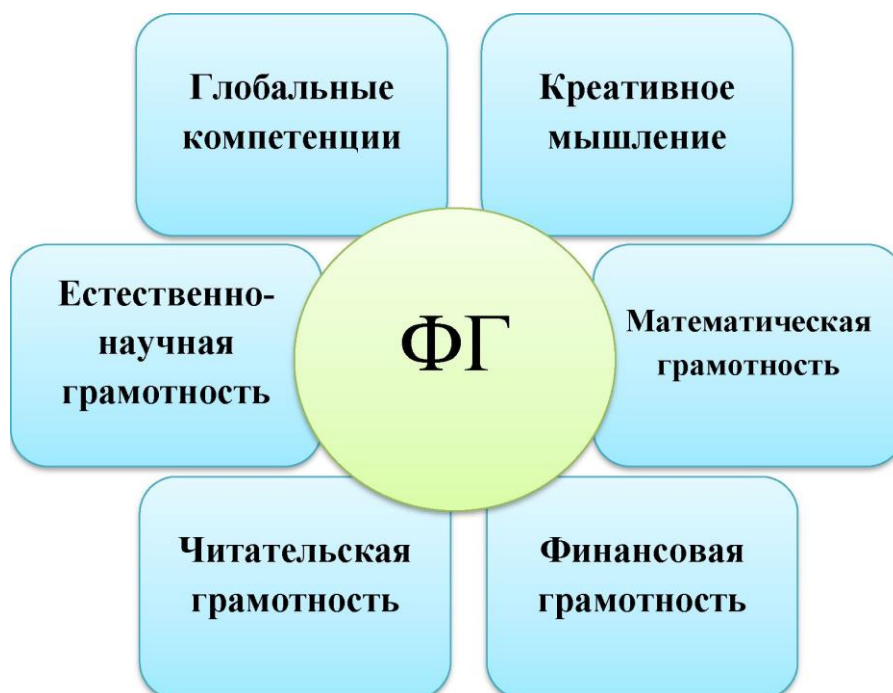 Глобальные
компетенции
Креативное
мышление
Естественно-
научная
грамотность
ФГ
Математическая
грамотность
Читательская
грамотность
Финансовая
грамотность